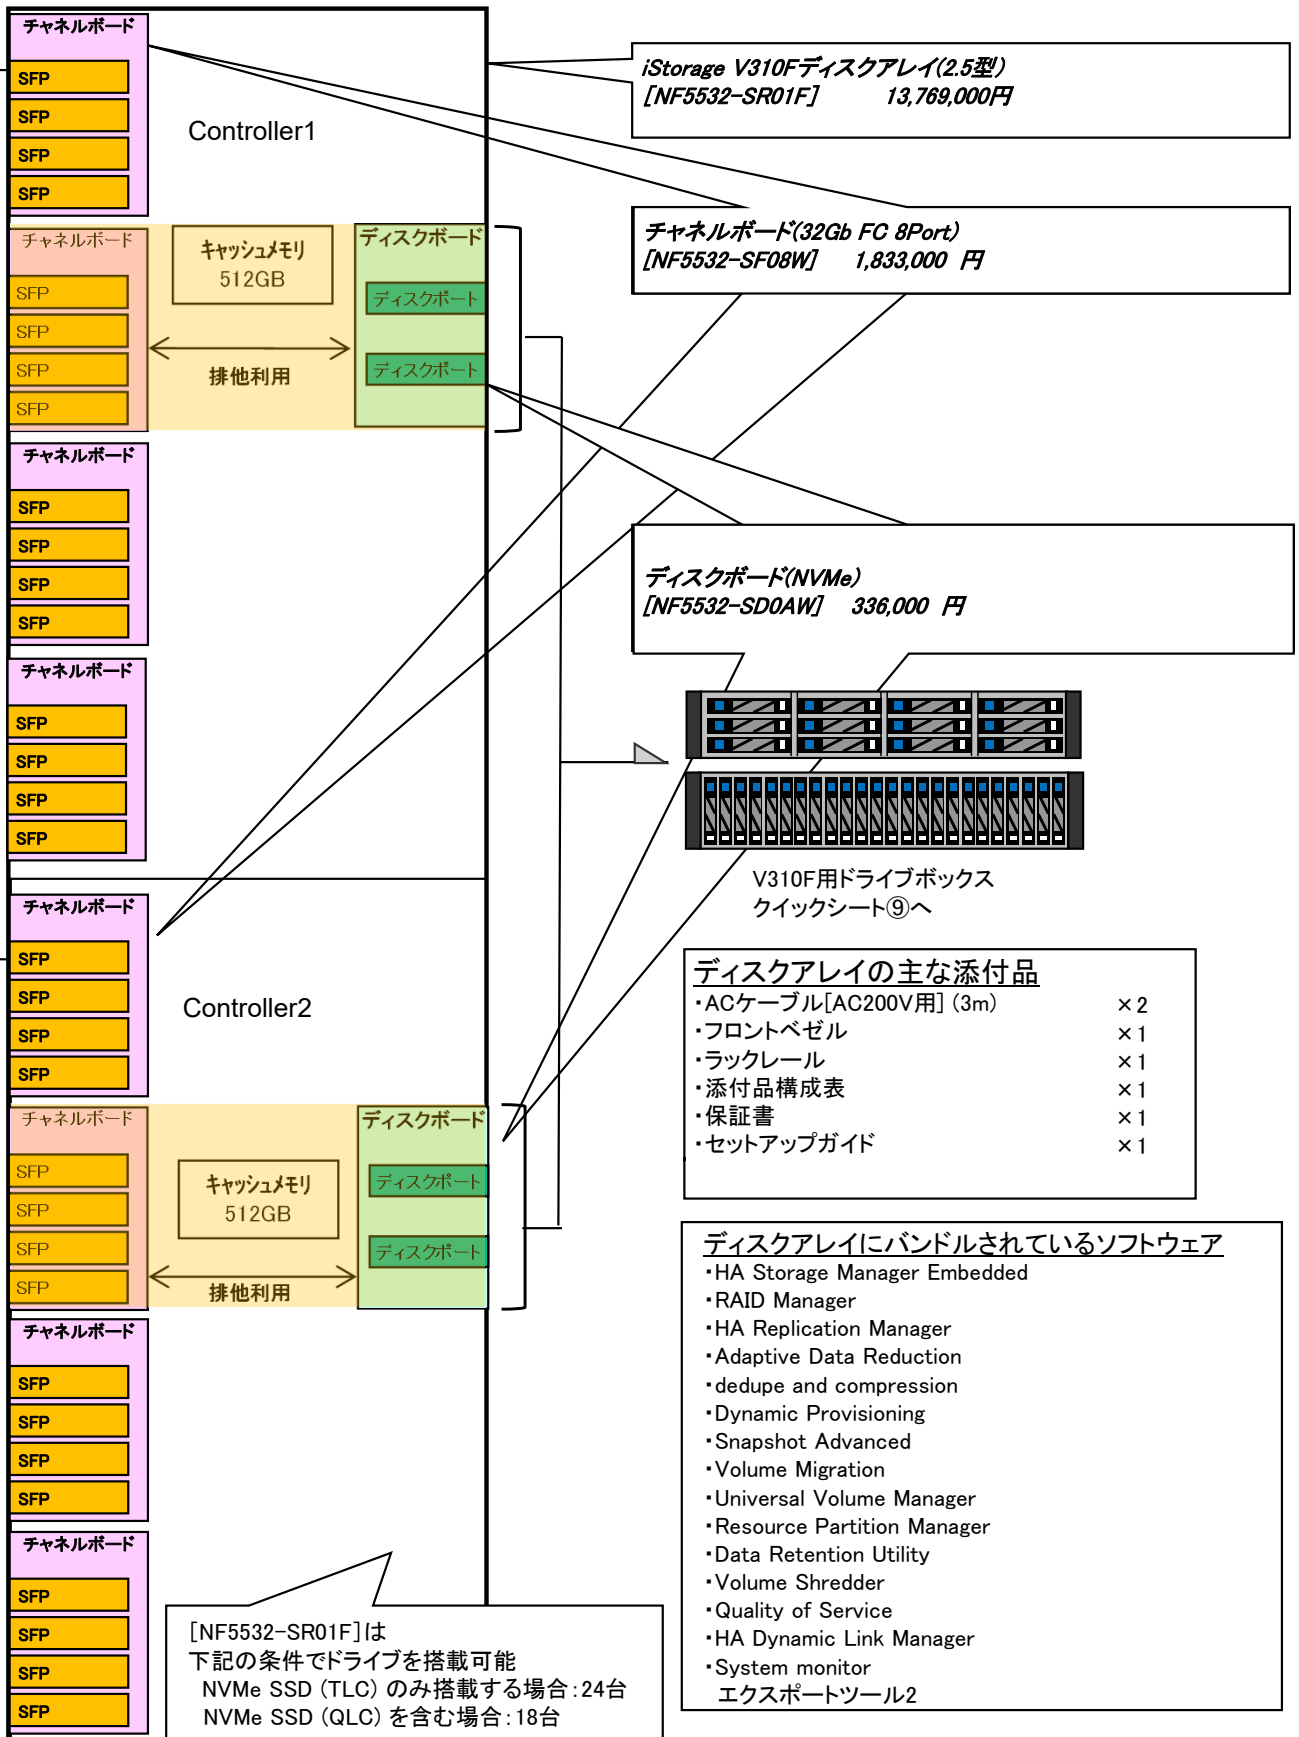 チャネルボード
SFP
SFP
SFP
SFP
Controller1
チャネルボード
SFP
SFP
SFP
SFP
キャッシュメモリ
512GB
排他利用
ディスクボード
ディスクポート
ディスクポート
チャネルボード
SFP
SFP
SFP
SFP
チャネルボード
SFP
SFP
SFP
SFP
チャネルボード
SFP
SFP
SFP
SFP
Controller2
チャネルボード
SFP
SFP
SFP
SFP
キャッシュメモリ
512GB
排他利用
ディスクボード
ディスクポート
ディスクポート
チャネルボード
SFP
SFP
SFP
SFP
チャネルボード
SFP
SFP
SFP
SFP
[NF5532-SR01F]は
下記の条件でドライブを搭載可能
NVMe SSD (TLC) のみ搭載する場合：24台
NVMe SSD (QLC) を含む場合：18台
iStorage V310Fディスクアレイ(2.5型)
[NF5532-SR01F] 13,769,000円
チャネルボード(32Gb FC 8Port)
[NF5532-SF08W] 1,833,000 円
ディスクボード(NVMe)
[NF5532-SD0AW] 336,000 円
V310F用ドライブボックス
クイックシート⑨へ
ディスクアレイの主な添付品
・ACケーブル[AC200V用] (3m) ×2
・フロントベゼル ×1
・ラックレール ×1
・添付品構成表 ×1
・保証書 ×1
・セットアップガイド ×1
ディスクアレイにバンドルされているソフトウェア
・HA Storage Manager Embedded
・RAID Manager
・HA Replication Manager
・Adaptive Data Reduction
・dedupe and compression
・Dynamic Provisioning
・Snapshot Advanced
・Volume Migration
・Universal Volume Manager
・Resource Partition Manager
・Data Retention Utility
・Volume Shredder
・Quality of Service
・HA Dynamic Link Manager
・System monitor
エクスポートツール2